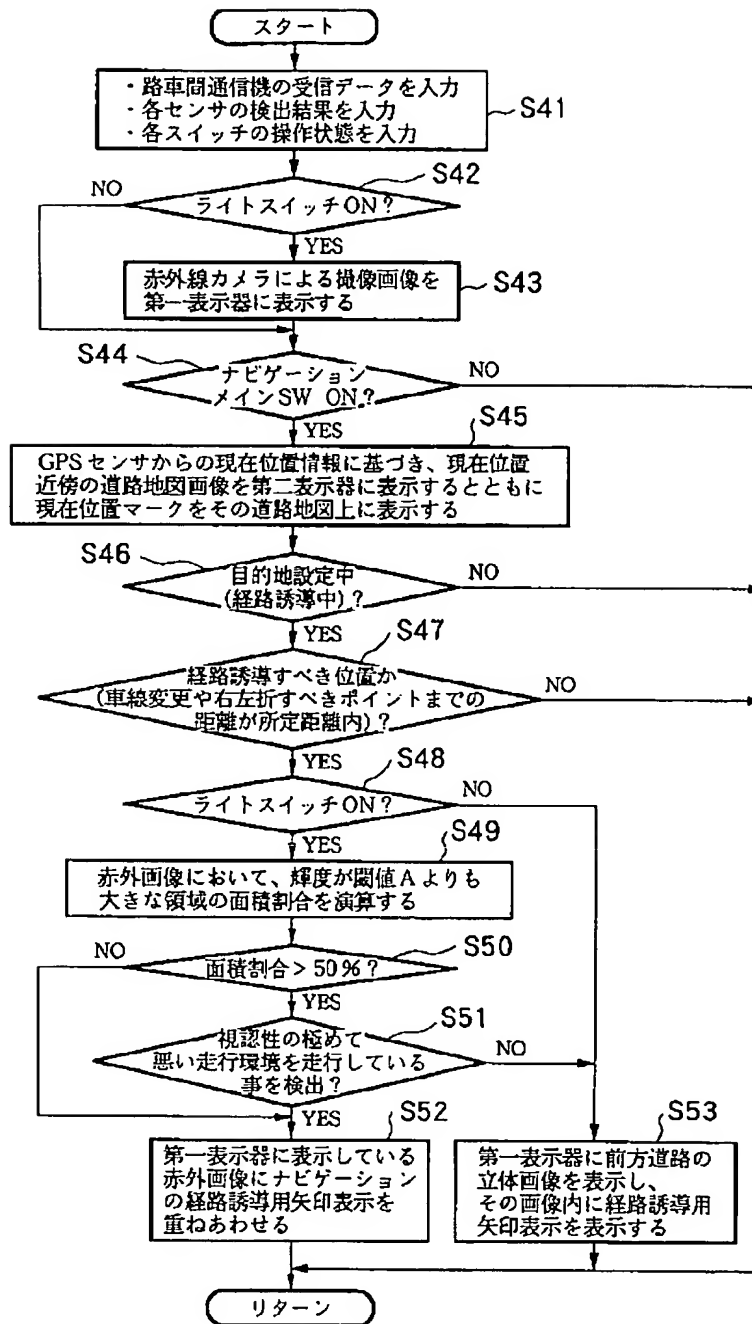 スタート
・路車間通信機の受信データを入力
・各センサの検出結果を入力
・各スイッチの操作状態を入力
S41
S42
NO
ライトスイッチON?
YES
赤外線カメラによる撮像画像を
第一表示器に表示する
S43
S44
ナビゲーション
メインSW ON?
NO
YES
S45
GPSセンサからの現在位置情報に基づき、現在位置
近傍の道路地図画像を第二表示器に表示するとともに
現在位置マークをその道路地図上に表示する
S46
目的地設定中
(経路誘導中)?
NO
YES
S47
経路誘導すべき位置か
(車線変更や右左折すべきポイントまでの
距離が所定距離内)?
NO
YES
S48
ライトスイッチON?
NO
YES
S49
赤外画像において、輝度が閾値Aよりも
大きな領域の面積割合を演算する
S50
NO
面積割合>50%?
YES
S51
視認性の極めて
悪い走行環境を走行している
事を検出?
NO
YES
S52
第一表示器に表示している
赤外画像にナビゲーション
の経路誘導用矢印表示を
重ねあわせる
S53
第一表示器に前方道路の
立体画像を表示し、
その画像内に経路誘導用
矢印表示を表示する
リターン